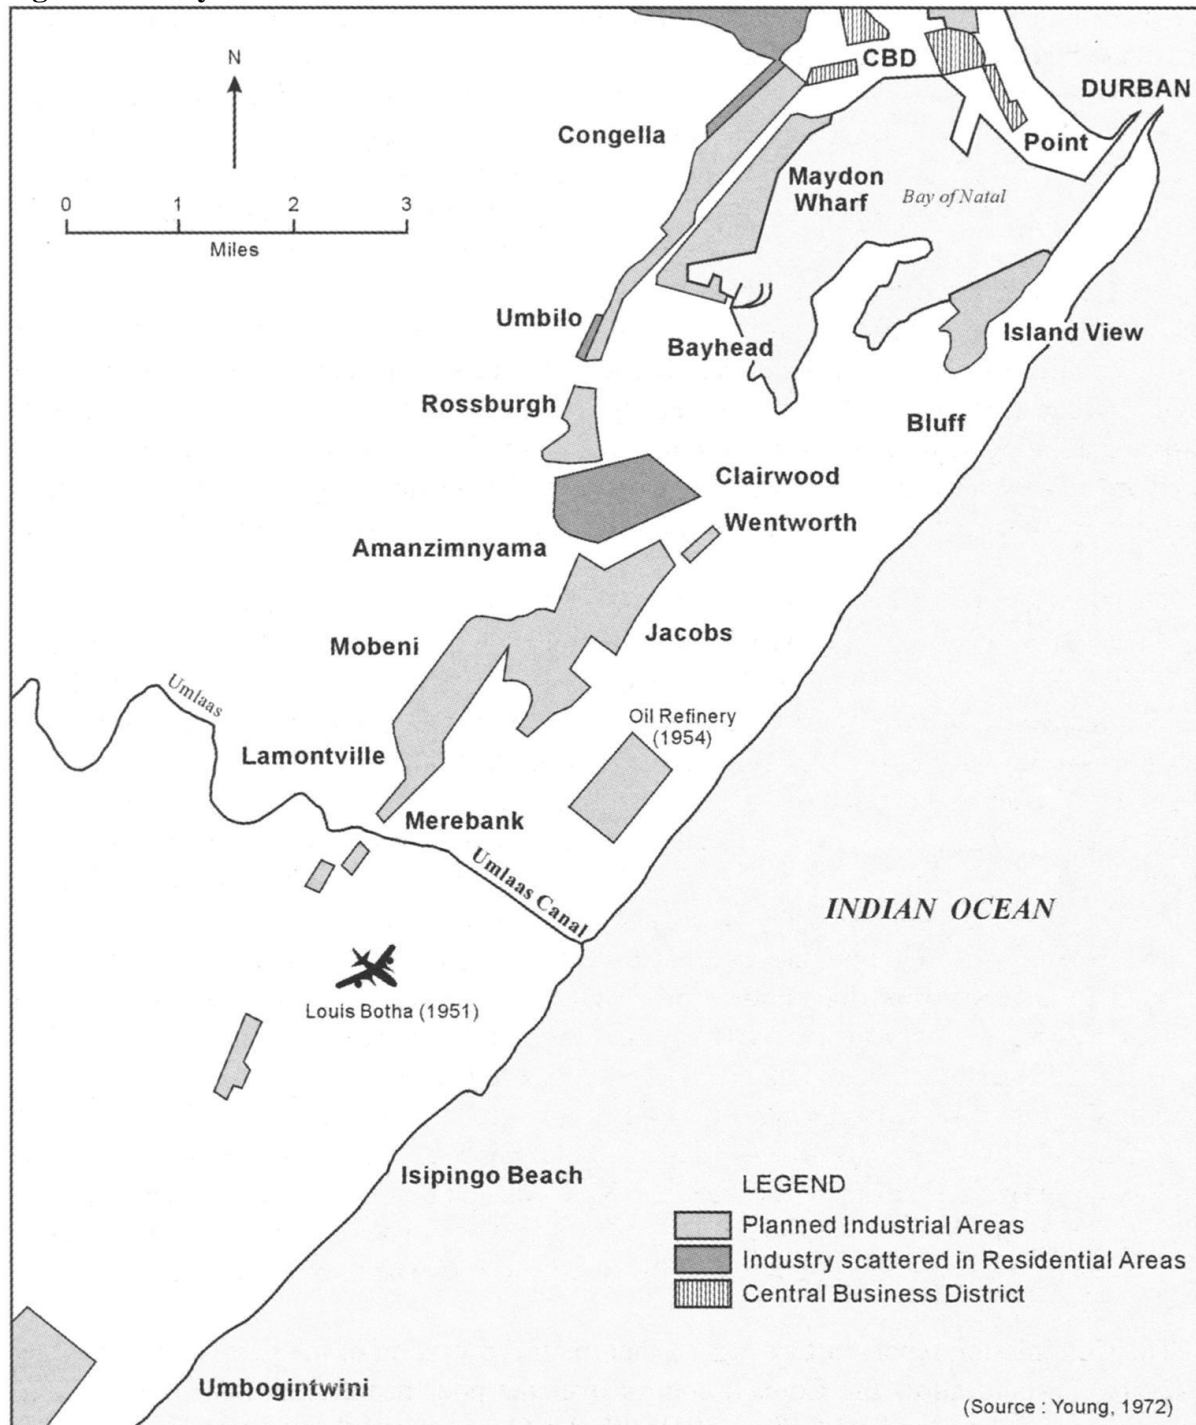 N
0 1 2 3
Miles
CBD
DURBAN
Congella
Point
Maydon
Wharf
Bay of Natal
Umbilo
Bayhead
Island View
Rossburgh
Bluff
Clairwood
Wentworth
Amanzimnyama
Jacobs
Mobeni
Umlaas
Oil Refinery
(1954)
Lamontville
Merebank
Umlaas Canal
INDIAN OCEAN
Louis Botha (1951)
Isipingo Beach
LEGEND
Planned Industrial Areas
Industry scattered in Residential Areas
Central Business District
Umbogintwini
(Source : Young, 1972)